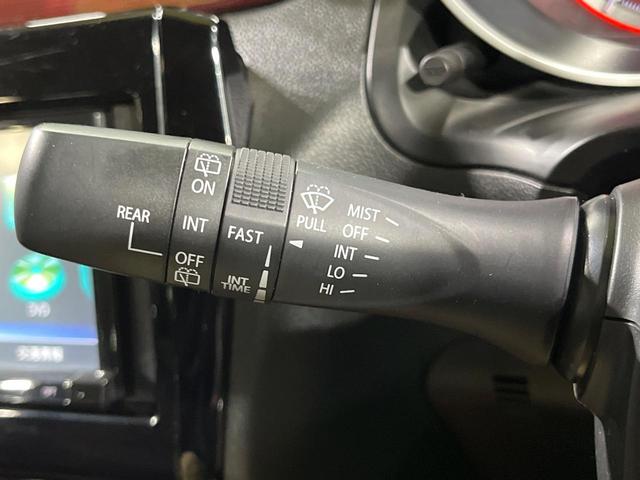 REAR
ON
INT
OFF
FAST
INT
TIME
PULL
MIST
OFF
INT
LO
HI